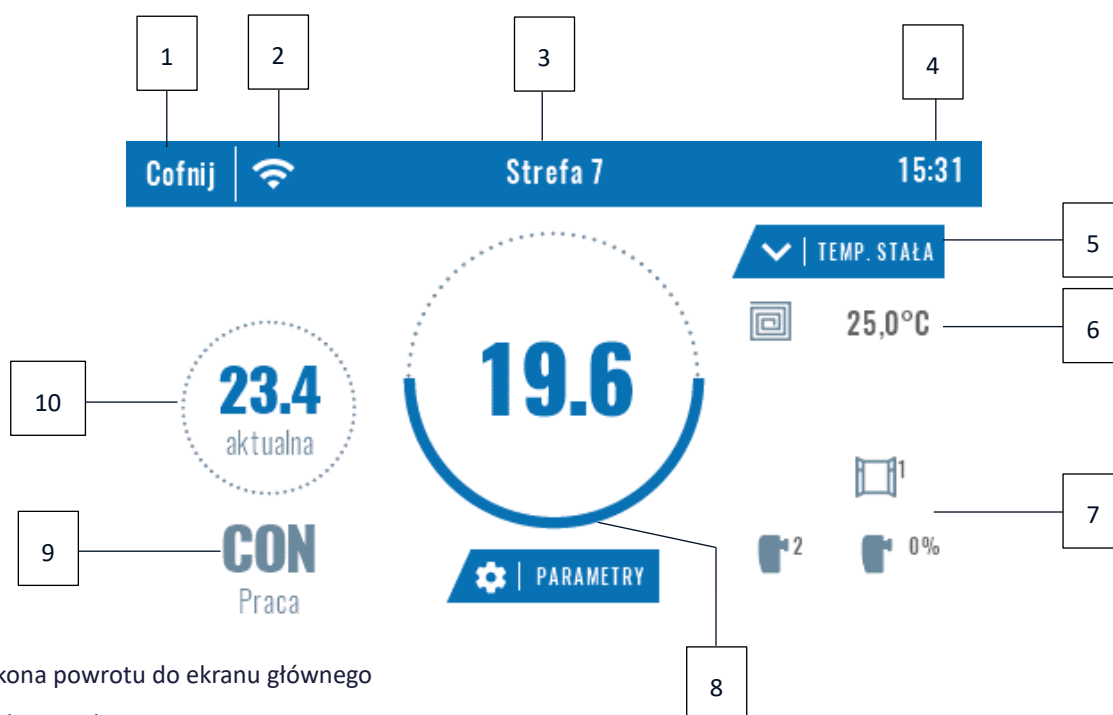 1
2
3
4
Cofnij
Strefa 7
15:31
5
TEMP. STAŁA
6
25,0°C
10
23.4
aktualna
19.6
7
1
2
0%
9
CON
Praca
PARAMETRY
8
kona powrotu do ekranu głównego